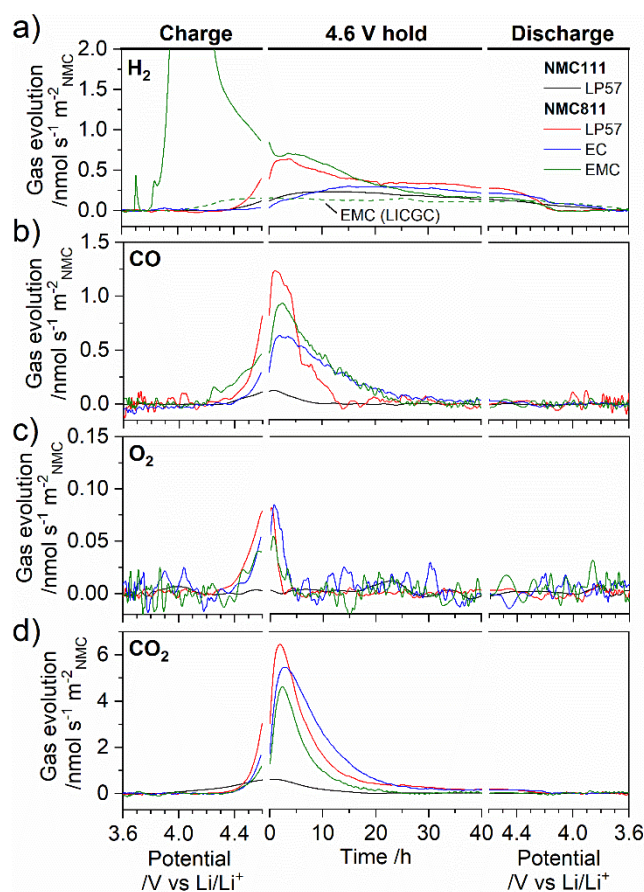 Charge 4.6 V hold Discharge
a)
H₂
Gas evolution
/nmol s⁻¹ m⁻²NMC
2.0
1.5
1.0
0.5
0.0
NMC111
LP57
NMC811
LP57
EC
EMC
EMC (LICGC)
b)
CO
Gas evolution
/nmol s⁻¹ m⁻²NMC
1.5
1.0
0.5
0.0
c)
O₂
Gas evolution
/nmol s⁻¹ m⁻²NMC
0.15
0.10
0.05
0.00
d)
CO₂
Gas evolution
/nmol s⁻¹ m⁻²NMC
6
4
2
0
3.6 4.0 4.4 0 10 20 30 40 4.4 4.0 3.6
Potential
/V vs Li/Li⁺
Time /h
Potential
/V vs Li/Li⁺